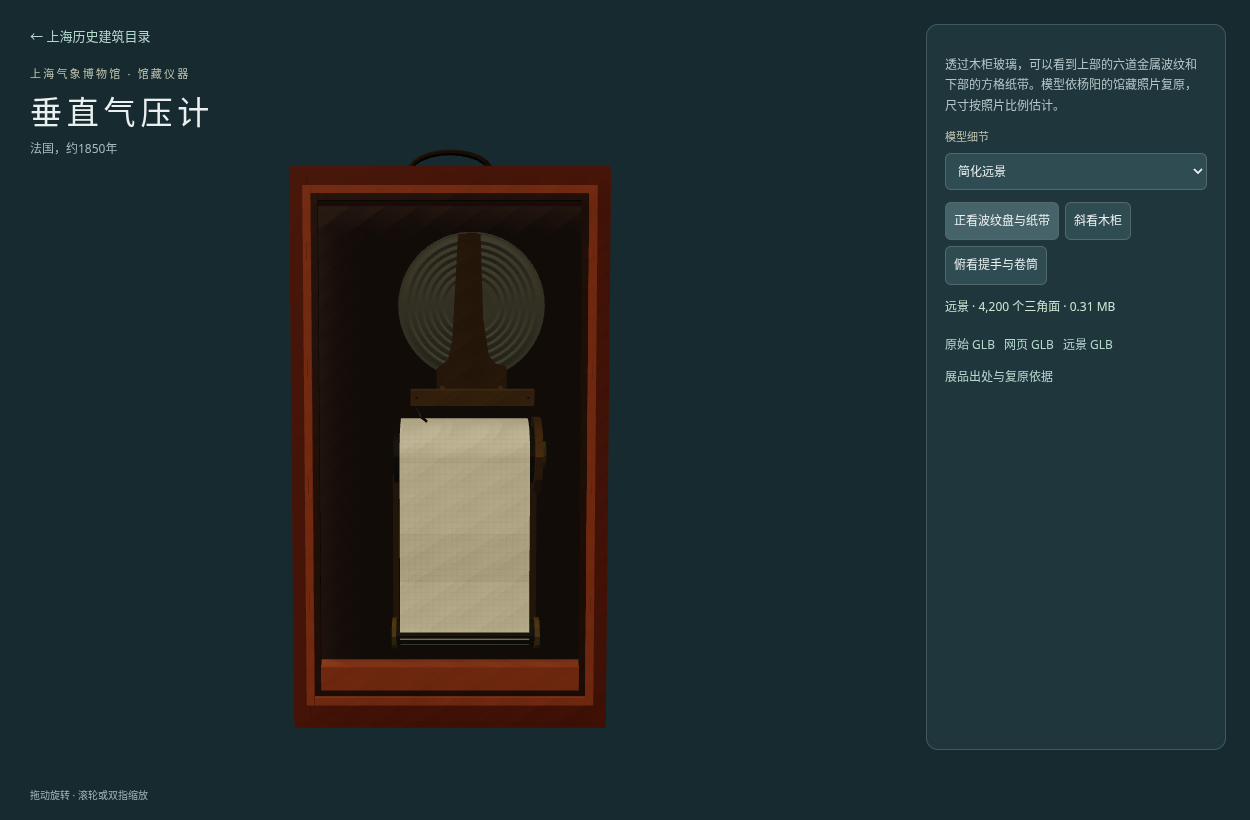 ← 上海历史建筑目录
上海气象博物馆 · 馆藏仪器
垂直气压计
法国，约1850年
透过木柜玻璃，可以看到上部的六道金属波纹和
下部的方格纸带。模型依杨阳的馆藏照片复原，
尺寸按照片比例估计。
模型细节
简化远景
正看波纹盘与纸带 斜看木柜
俯看提手与卷筒
远景 · 4,200 个三角面 · 0.31 MB
原始 GLB 网页 GLB 远景 GLB
展品出处与复原依据
拖动旋转 · 滚轮或双指缩放